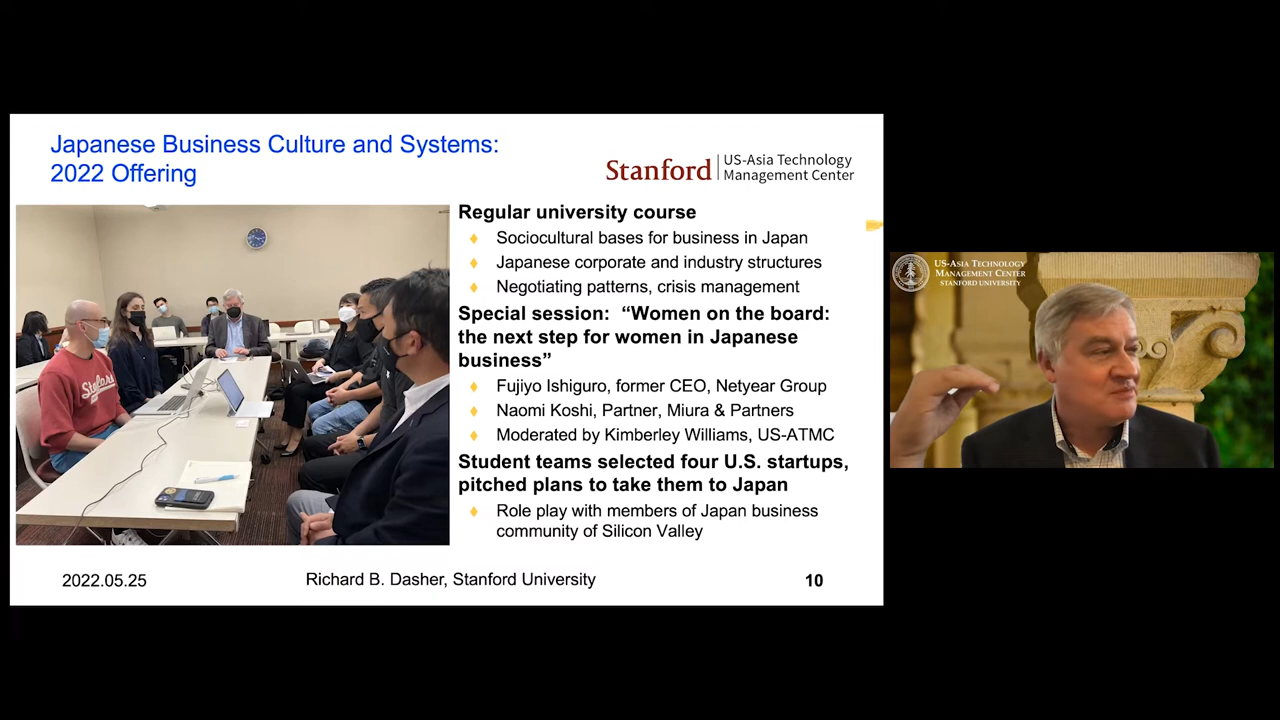 Japanese Business Culture and Systems:
2022 Offering
Stanford
US-Asia Technology
Management Center
Regular university course
Sociocultural bases for business in Japan
Japanese corporate and industry structures
Negotiating patterns, crisis management
Special session: “Women on the board:
the next step for women in Japanese
business”
Fujiyo Ishiguro, former CEO, Netyear Group
Naomi Koshi, Partner, Miura & Partners
Moderated by Kimberley Williams, US-ATMC
Student teams selected four U.S. startups,
pitched plans to take them to Japan
Role play with members of Japan business
community of Silicon Valley
2022.05.25
Richard B. Dasher, Stanford University
10
US-Asia Technology
Management Center
Stanford University